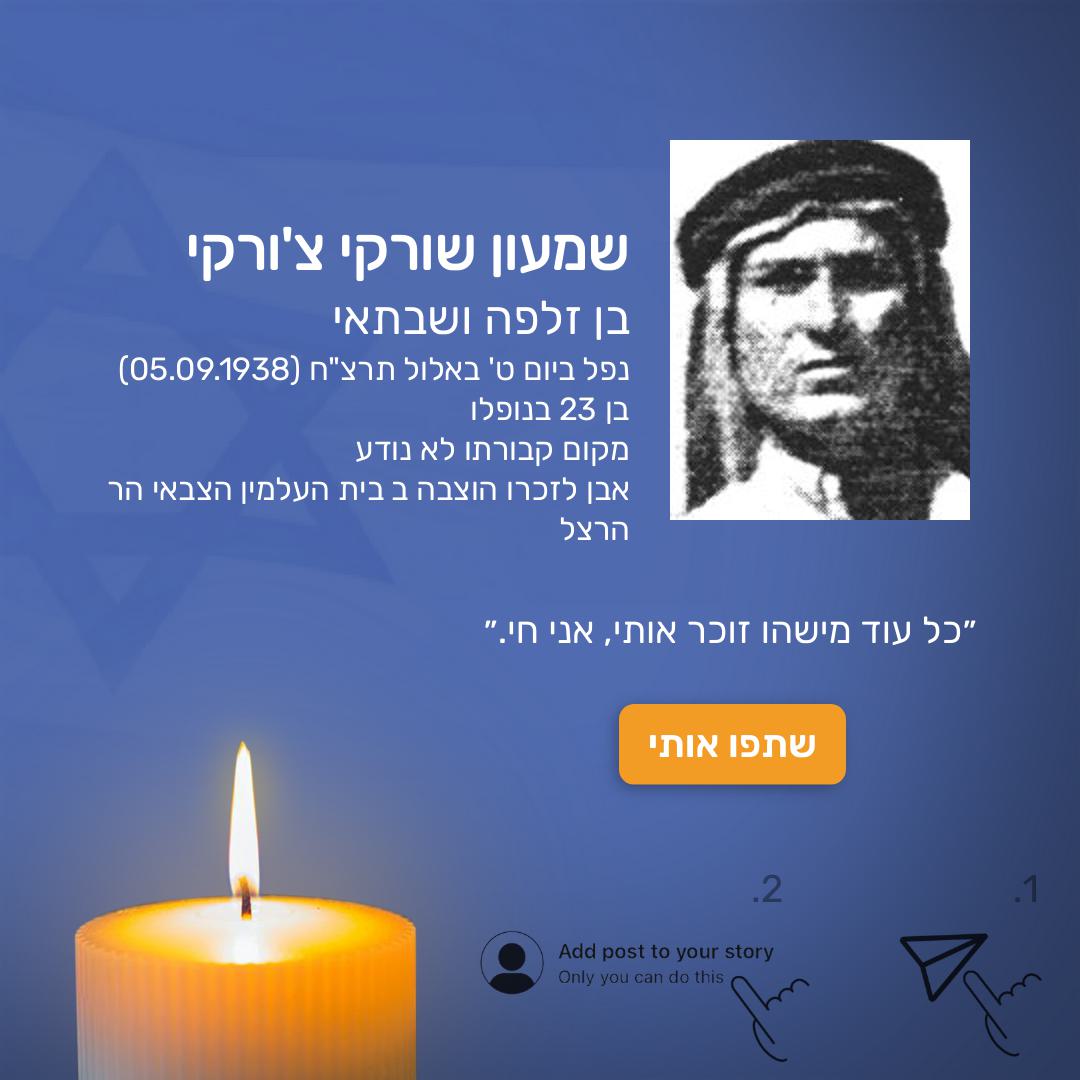 שמעון שורקי צ'ורקי
בן זלפה ושבתאי
נפל ביום ט' באלול תרצ"ח (05.09.1938)
בן 23 בנופלו
מקום קבורתו לא נודע
אבן לזכרו הוצבה ב בית העלמין הצבאי הר
הרצל
״כל עוד מישהו זוכר אותי, אני חי.״
שתפו אותי
1.
2.
Add post to your story
Only you can do this